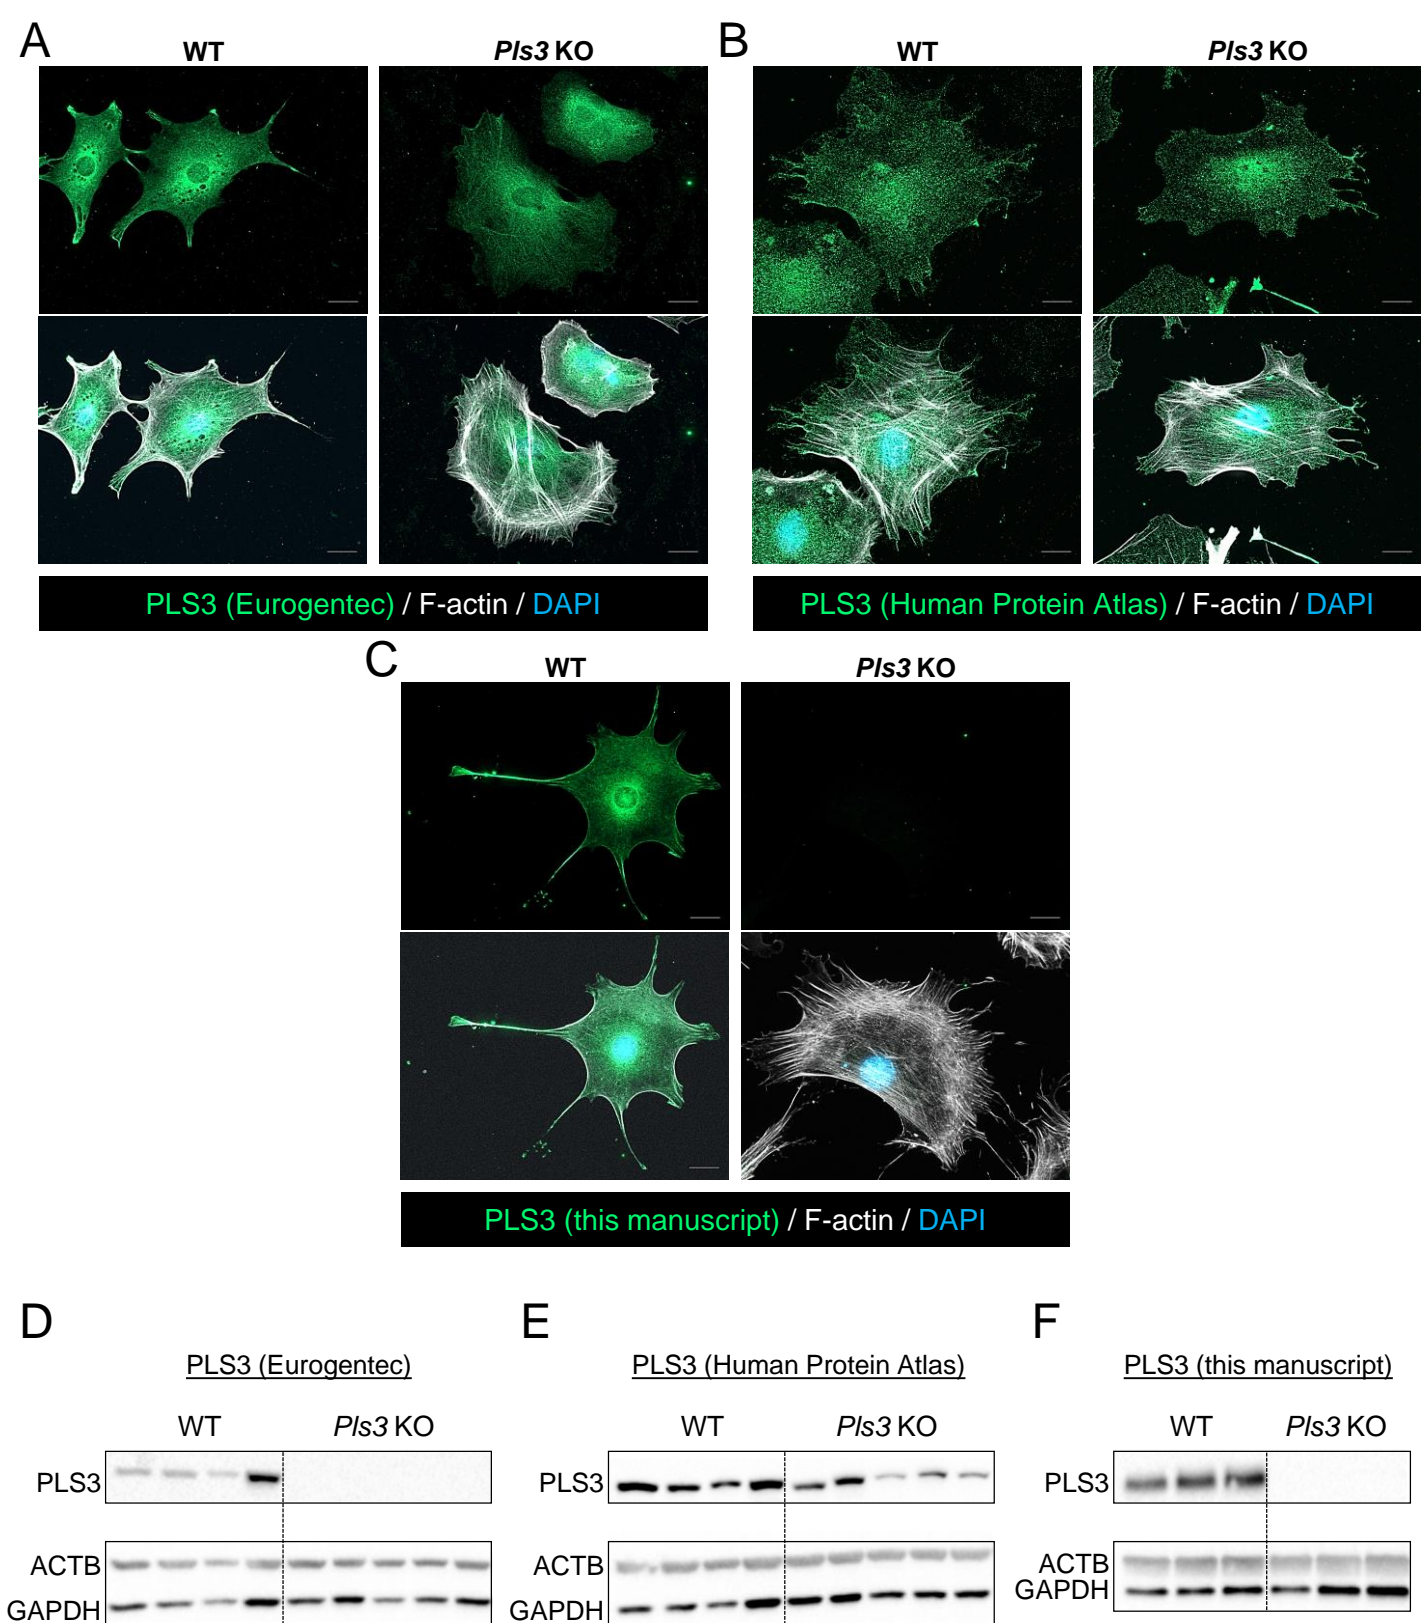 A
WT
Pls3 KO
B
WT
Pls3 KO
PLS3 (Eurogentec) / F-actin / DAPI
PLS3 (Human Protein Atlas) / F-actin / DAPI
C
WT
Pls3 KO
PLS3 (this manuscript) / F-actin / DAPI
D
PLS3 (Eurogentec)
WT
Pls3 KO
PLS3
ACTB
GAPDH
E
PLS3 (Human Protein Atlas)
WT
Pls3 KO
PLS3
ACTB
GAPDH
F
PLS3 (this manuscript)
WT
Pls3 KO
PLS3
ACTB
GAPDH